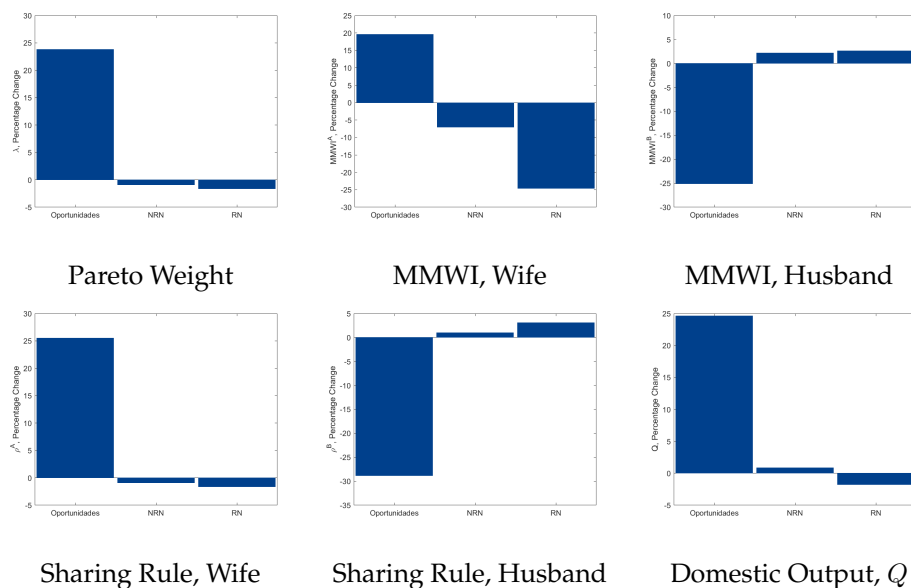 λ, Percentage Change
30
25
20
15
10
5
0
-5
Oportunidades NRN RN
Pareto Weight
MMWI^A, Percentage Change
25
20
15
10
5
0
-5
-10
-15
-20
-25
-30
Oportunidades NRN RN
MMWI, Wife
MMWI^B, Percentage Change
10
5
0
-5
-10
-15
-20
-25
-30
Oportunidades NRN RN
MMWI, Husband
ρ^A, Percentage Change
30
25
20
15
10
5
0
-5
Oportunidades NRN RN
Sharing Rule, Wife
ρ^B, Percentage Change
5
0
-5
-10
-15
-20
-25
-30
-35
Oportunidades NRN RN
Sharing Rule, Husband
Q, Percentage Change
25
20
15
10
5
0
-5
Oportunidades NRN RN
Domestic Output, Q